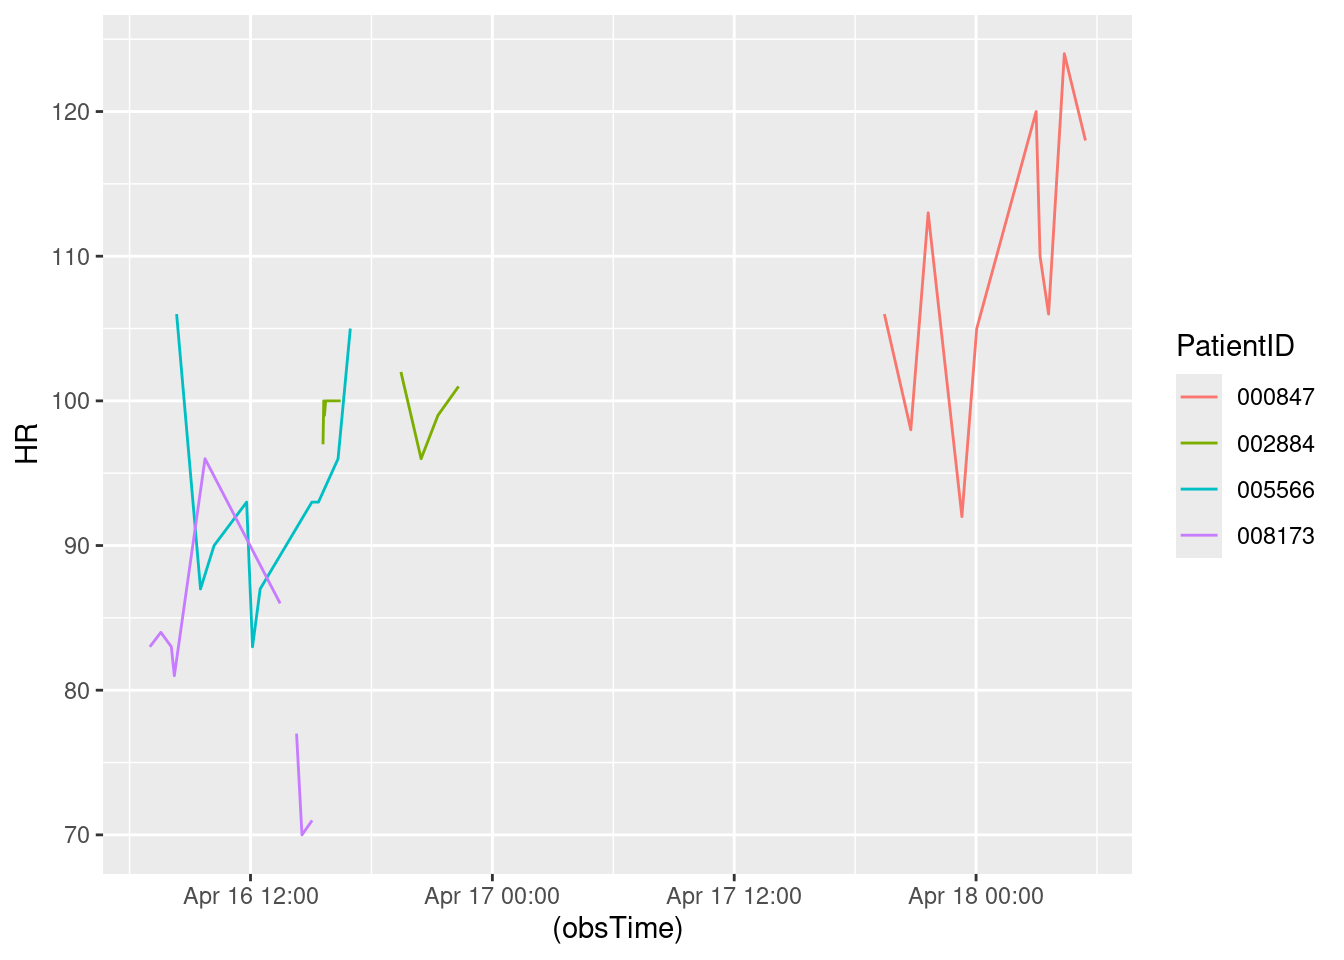 HR
120
110
100
90
80
70
Apr 16 12:00
Apr 17 00:00
Apr 17 12:00
Apr 18 00:00
(obsTime)
PatientID
000847
002884
005566
008173